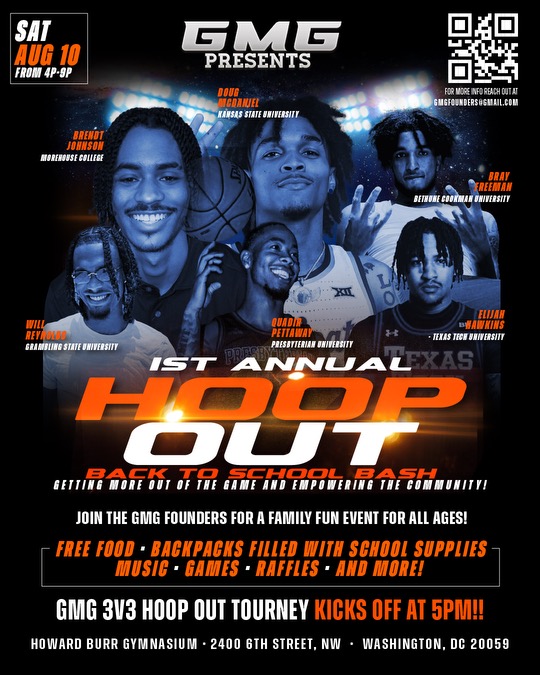 SAT
AUG 10
FROM 4P-9P
GMG
PRESENTS
FOR MORE INFO REACH OUT AT
GMGFOUNDERS@GMAIL.COM
DOUG
MCDANIEL
KANSAS STATE UNIVERSITY
BRENDT
JOHNSON
MOREHOUSE COLLEGE
DRAY
FREEMAN
BETHUNE COOKMAN UNIVERSITY
WILL
REYNOLDS
GRAMBLING STATE UNIVERSITY
QUADIR
PETTAWAY
PRESBYTERIAN UNIVERSITY
ELIJAH
HAWKINS
· TEXAS TECH UNIVERSITY
XII
PRESBYTERIAN
TEXAS
1ST ANNUAL
HOOP
OUT
BACK TO SCHOOL BASH
GETTING MORE OUT OF THE GAME AND EMPOWERING THE COMMUNITY!
JOIN THE GMG FOUNDERS FOR A FAMILY FUN EVENT FOR ALL AGES!
FREE FOOD · BACKPACKS FILLED WITH SCHOOL SUPPLIES
MUSIC · GAMES · RAFFLES · AND MORE!
GMG 3V3 HOOP OUT TOURNEY KICKS OFF AT 5PM!!
HOWARD BURR GYMNASIUM · 2400 6TH STREET, NW · WASHINGTON, DC 20059